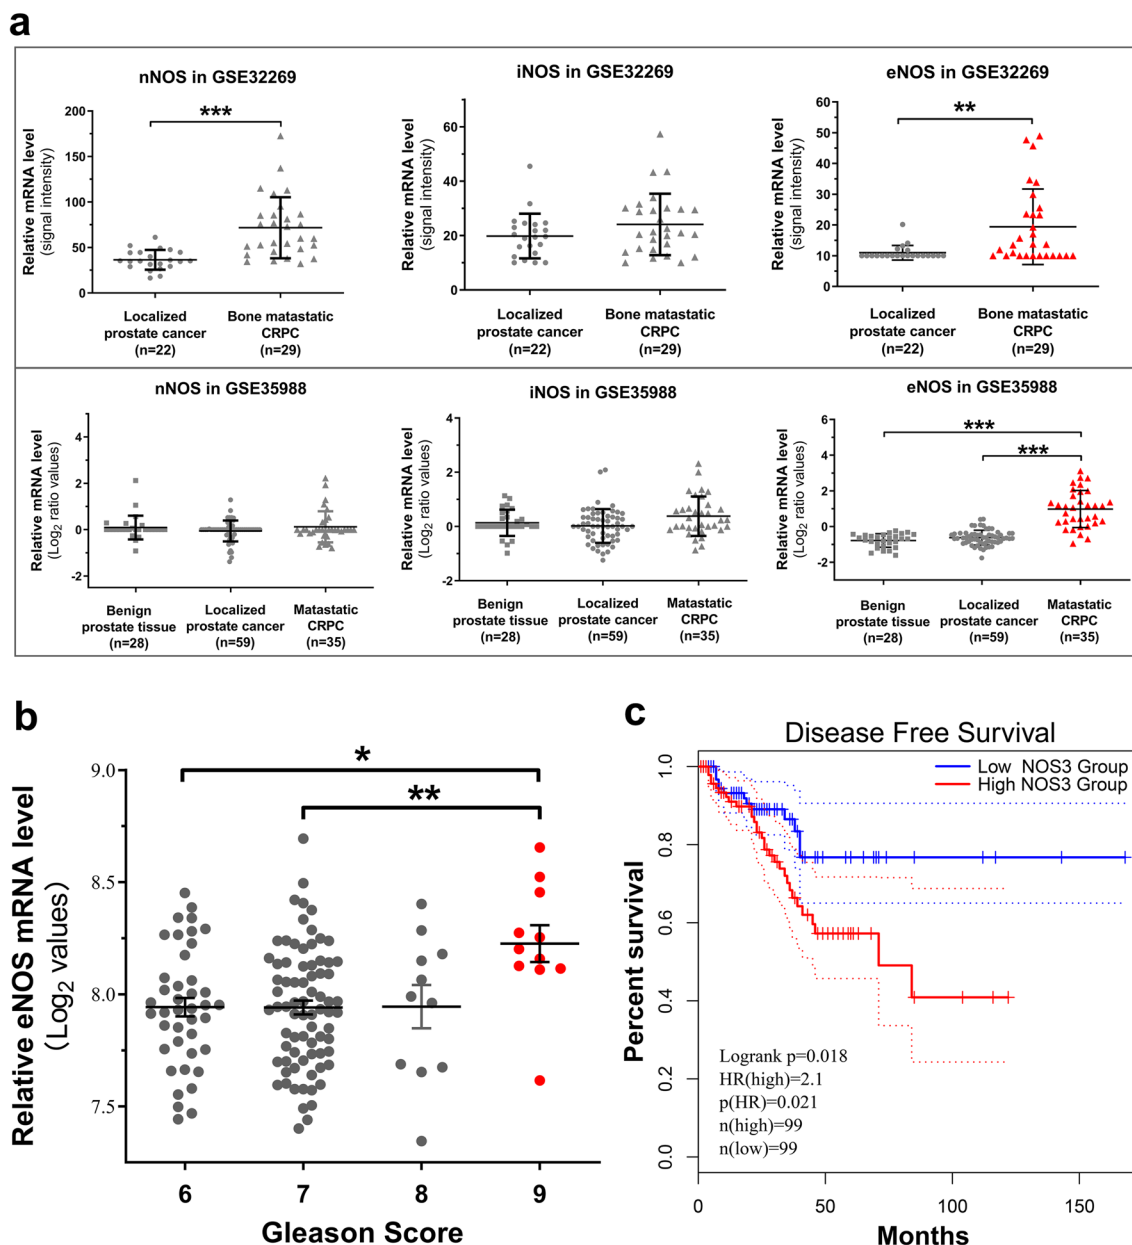 a
nNOS in GSE32269
Relative mRNA level
(signal intensity)
200
150
100
50
0
***
Localized
prostate cancer
(n=22)
Bone matastatic
CRPC
(n=29)
iNOS in GSE32269
Relative mRNA level
(signal intensity)
60
40
20
0
Localized
prostate cancer
(n=22)
Bone matastatic
CRPC
(n=29)
eNOS in GSE32269
Relative mRNA level
(signal intensity)
60
50
40
30
20
10
0
**
Localized
prostate cancer
(n=22)
Bone matastatic
CRPC
(n=29)
nNOS in GSE35988
Relative mRNA level
(Log2 ratio values)
4
2
0
-2
Benign
prostate tissue
(n=28)
Localized
prostate cancer
(n=59)
Matastatic
CRPC
(n=35)
iNOS in GSE35988
Relative mRNA level
(Log2 ratio values)
4
2
0
-2
Benign
prostate tissue
(n=28)
Localized
prostate cancer
(n=59)
Matastatic
CRPC
(n=35)
eNOS in GSE35988
Relative mRNA level
(Log2 ratio values)
6
4
2
0
-2
***
***
Benign
prostate tissue
(n=28)
Localized
prostate cancer
(n=59)
Matastatic
CRPC
(n=35)
b
Relative eNOS mRNA level
(Log2 values)
9.0
8.5
8.0
7.5
*
**
6
7
8
9
Gleason Score
c
Disease Free Survival
Low NOS3 Group
High NOS3 Group
Percent survival
1.0
0.8
0.6
0.4
0.2
0.0
Logrank p=0.018
HR(high)=2.1
p(HR)=0.021
n(high)=99
n(low)=99
0
50
100
150
Months